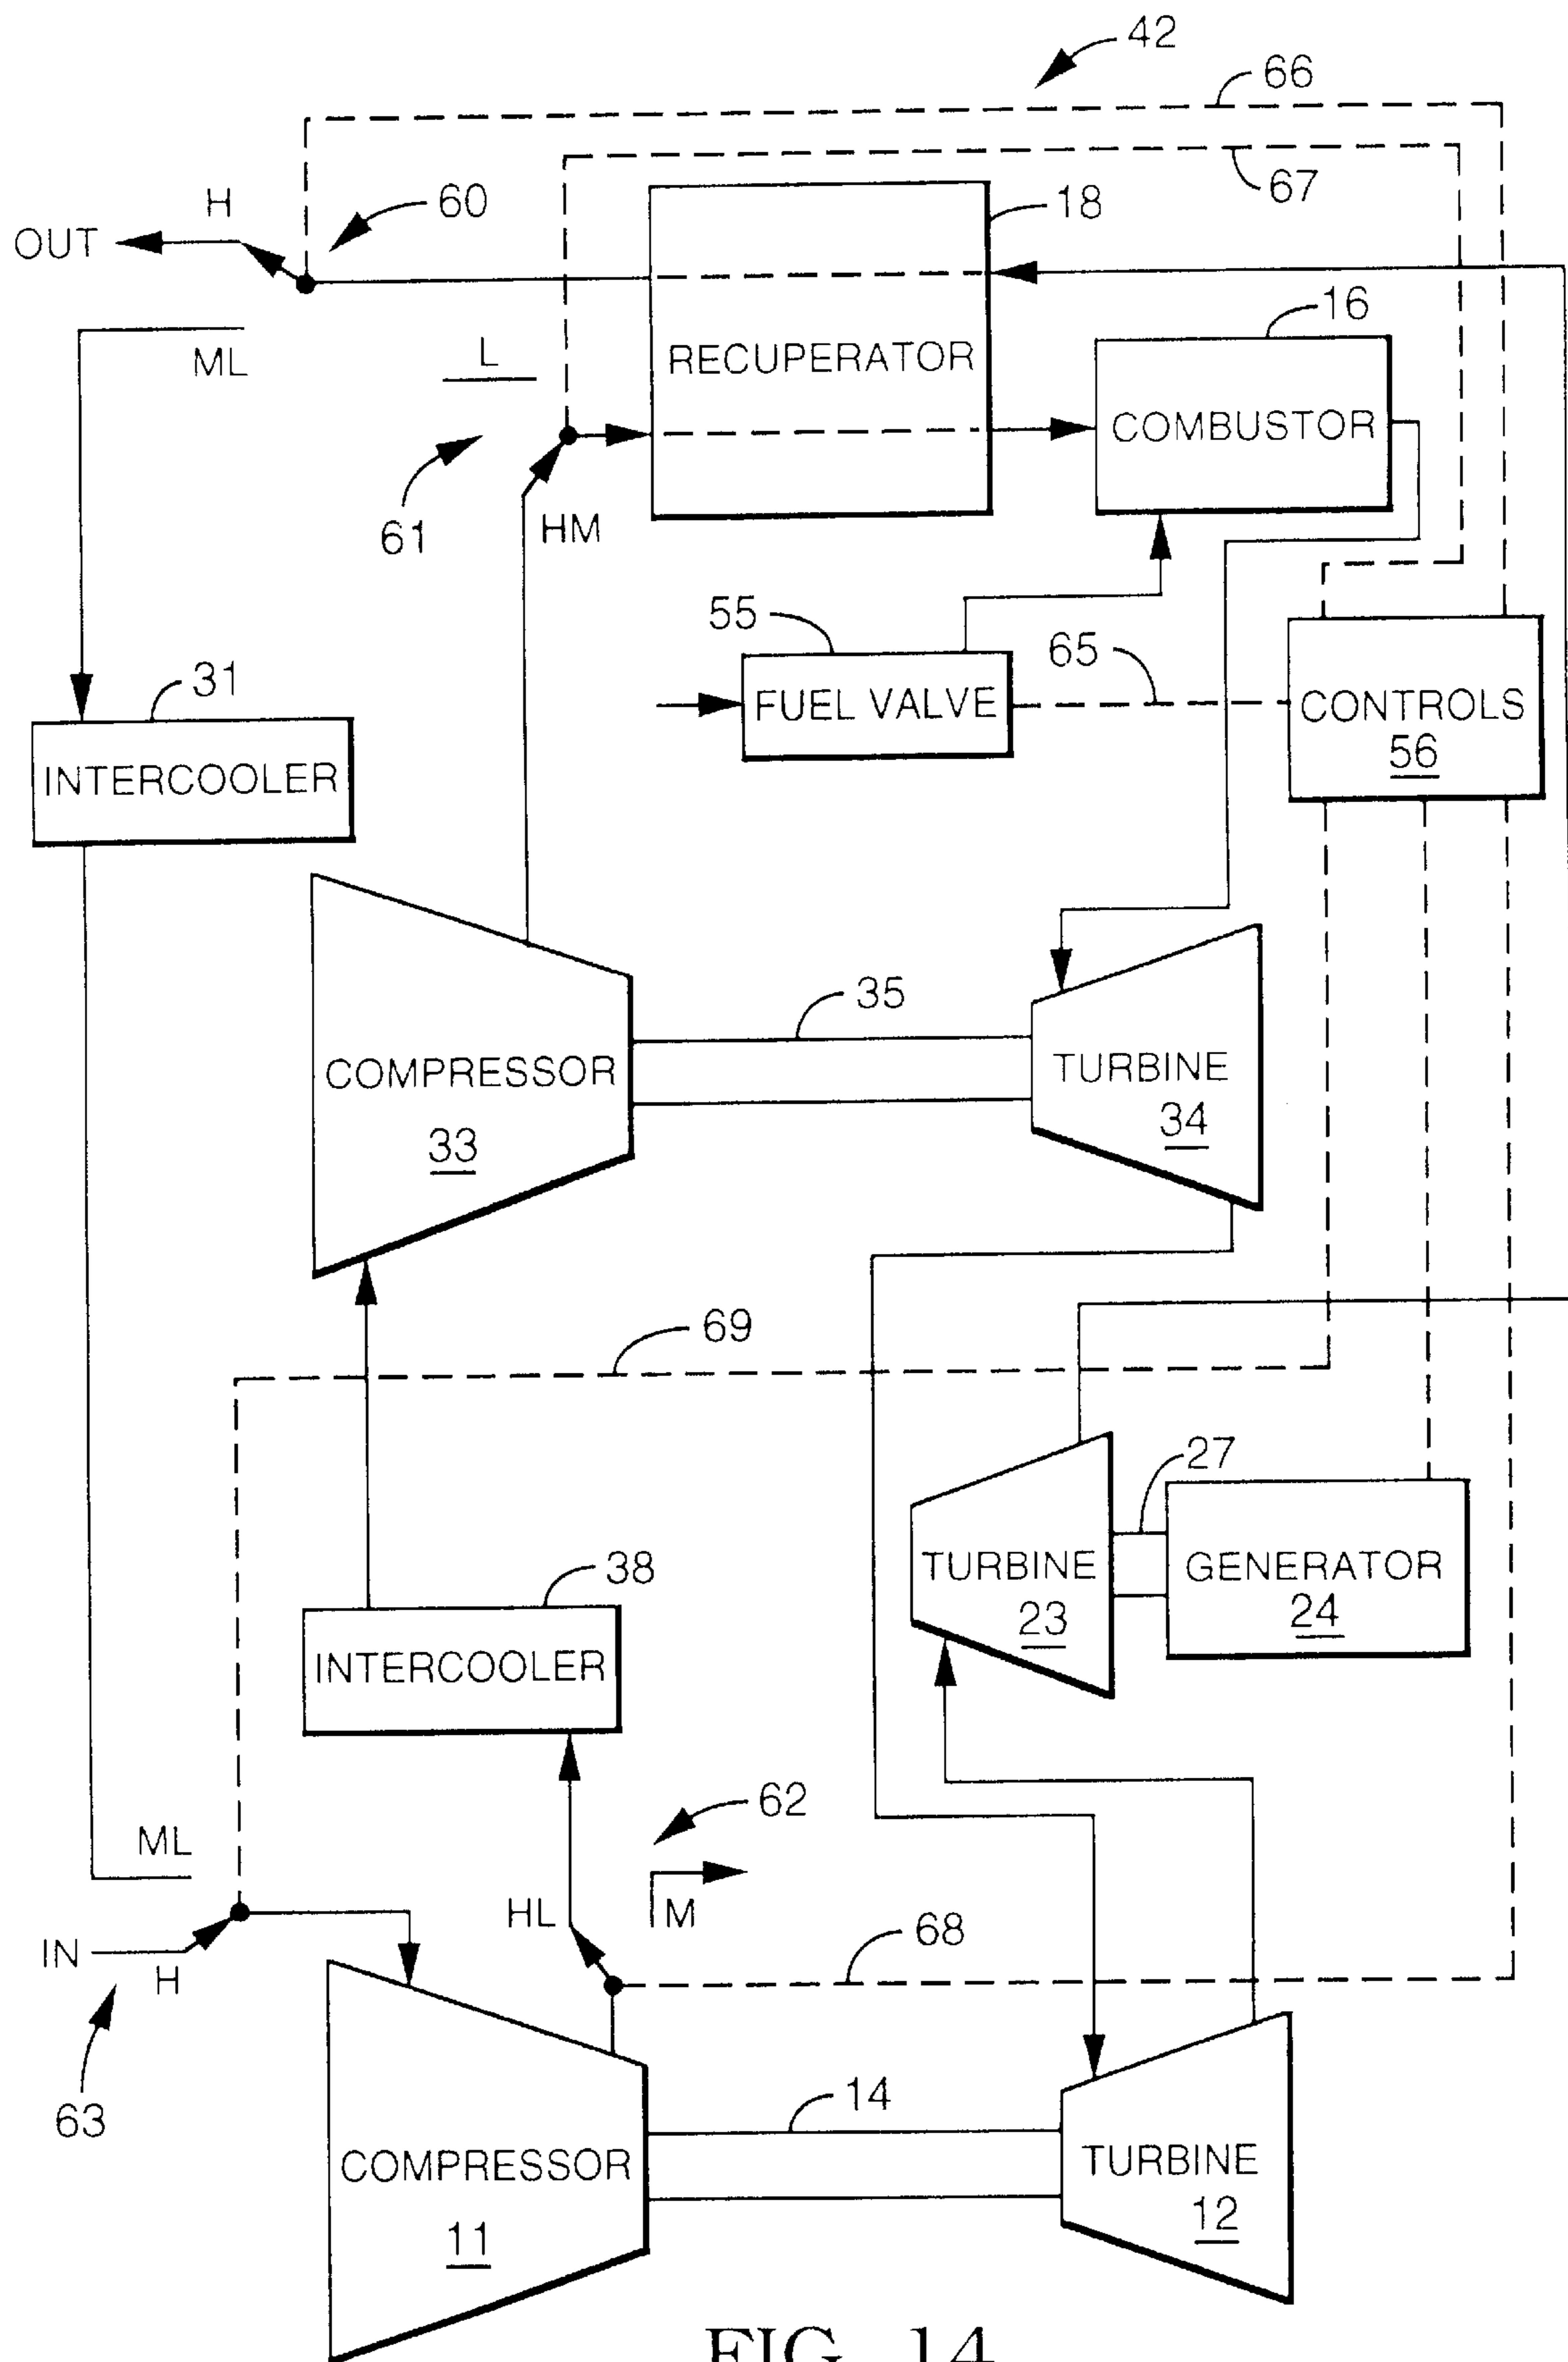 42
66
67
H
60
18
OUT
16
L
RECUPERATOR
ML
COMBUSTOR
61
HM
55
65
31
FUEL VALVE
CONTROLS
56
INTERCOOLER
35
COMPRESSOR
33
TURBINE
34
69
27
38
TURBINE
23
GENERATOR
24
INTERCOOLER
62
ML
HL
M
68
IN
H
63
14
COMPRESSOR
11
TURBINE
12
FIG. 14